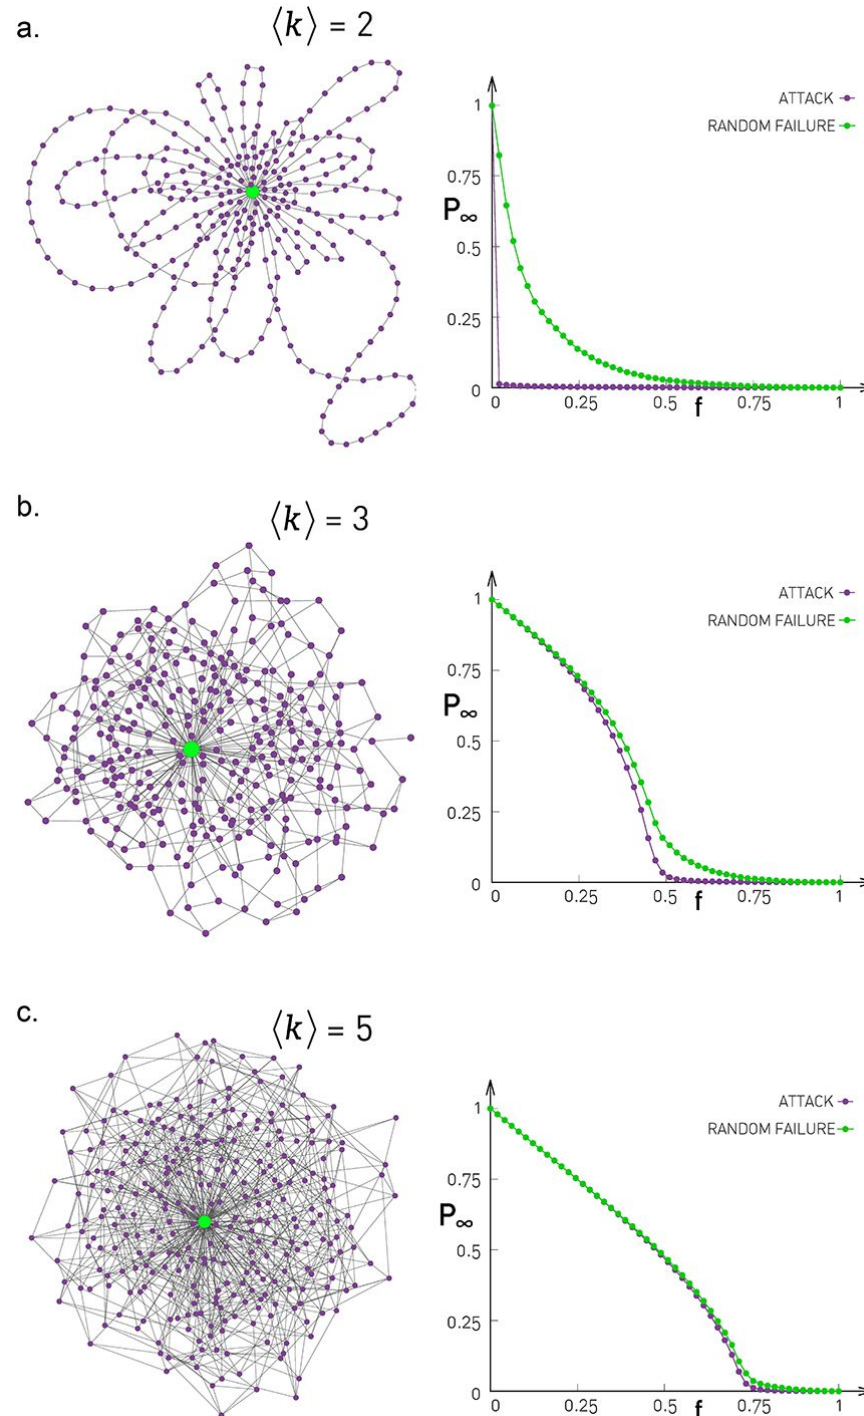 a.
⟨k⟩ = 2
ATTACK
RANDOM FAILURE
1
0.75
P∞
0.5
0.25
0
0 0.25 0.5 f 0.75 1
b.
⟨k⟩ = 3
ATTACK
RANDOM FAILURE
1
0.75
P∞
0.5
0.25
0
0 0.25 0.5 f 0.75 1
c.
⟨k⟩ = 5
ATTACK
RANDOM FAILURE
1
0.75
P∞
0.5
0.25
0
0 0.25 0.5 f 0.75 1